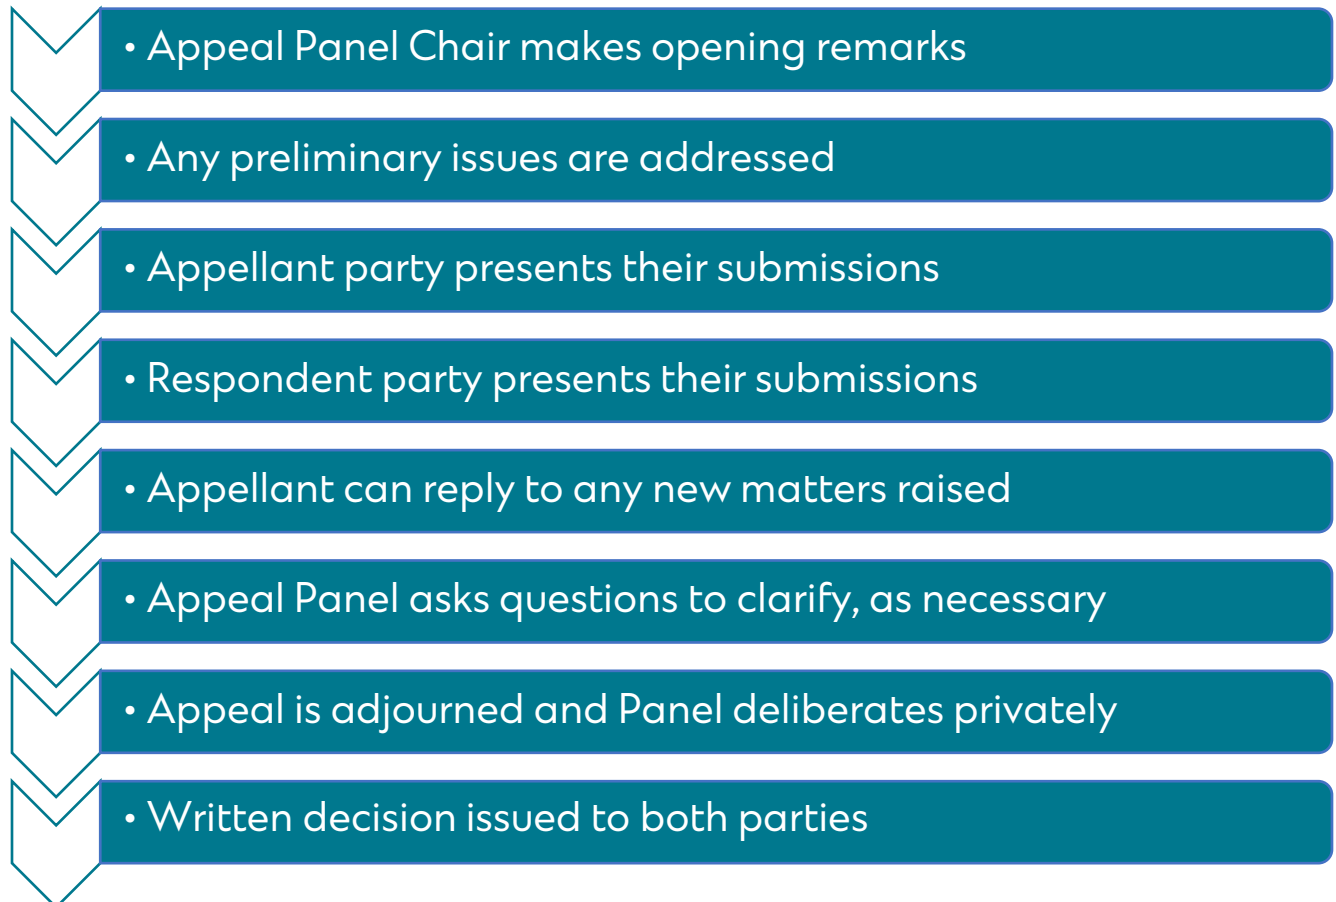 • Appeal Panel Chair makes opening remarks
• Any preliminary issues are addressed
• Appellant party presents their submissions
• Respondent party presents their submissions
• Appellant can reply to any new matters raised
• Appeal Panel asks questions to clarify, as necessary
• Appeal is adjourned and Panel deliberates privately
• Written decision issued to both parties